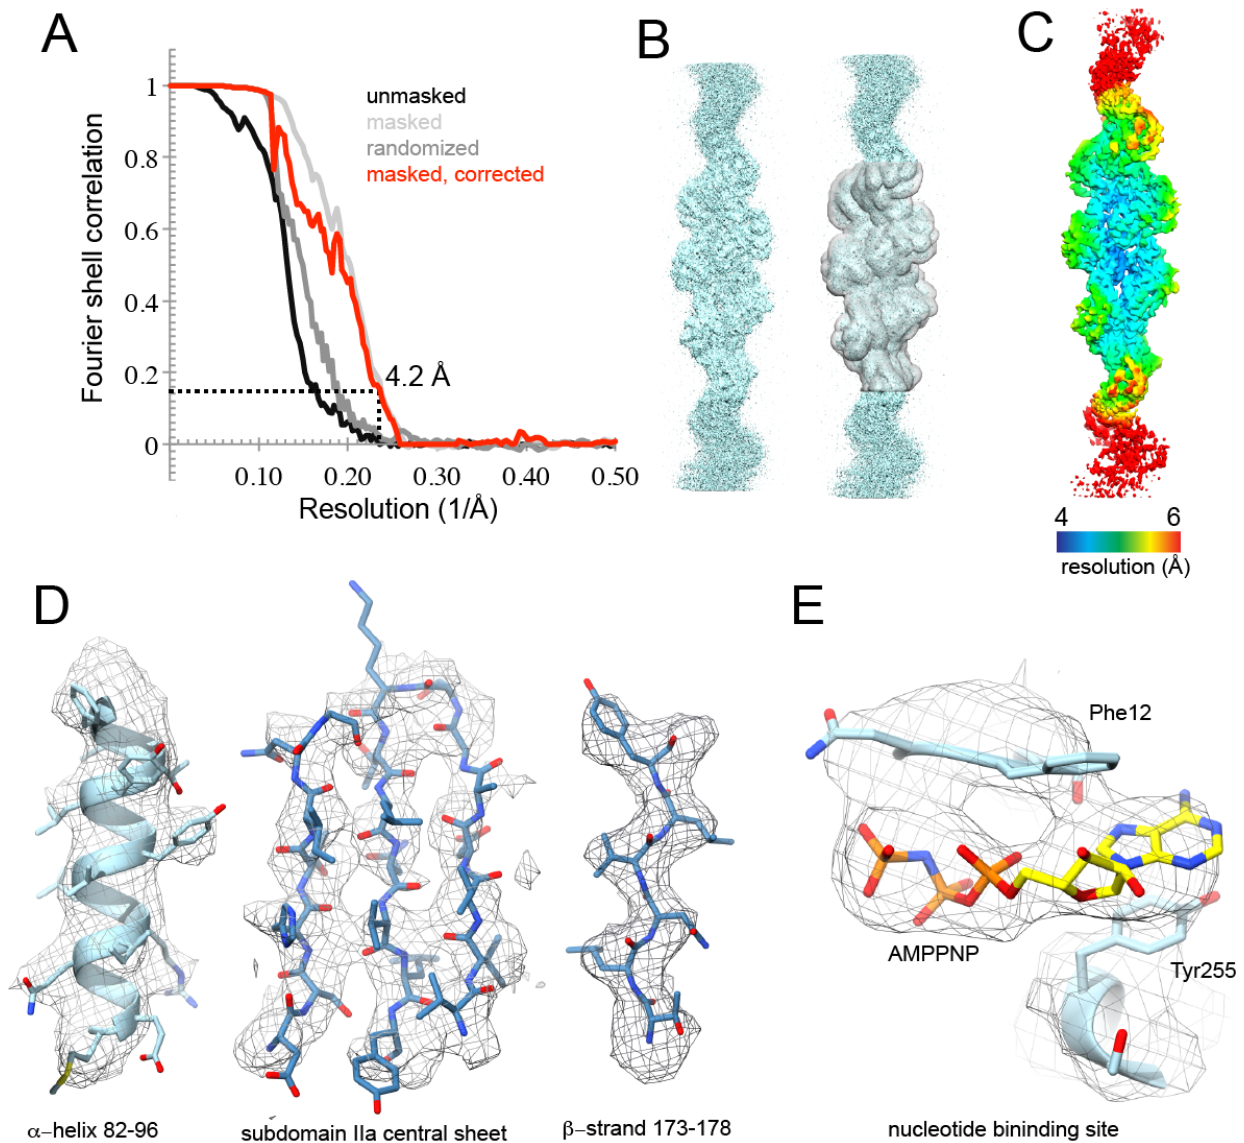 A
B
C
1
0.8
0.6
0.4
0.2
0
Fourier shell correlation
unmasked
masked
randomized
masked, corrected
4.2 Å
0.10
0.20
0.30
0.40
0.50
Resolution (1/Å)
4
6
resolution (Å)
D
E
Phe12
AMPPNP
Tyr255
α–helix 82-96
subdomain IIa central sheet
β–strand 173-178
nucleotide bininding site